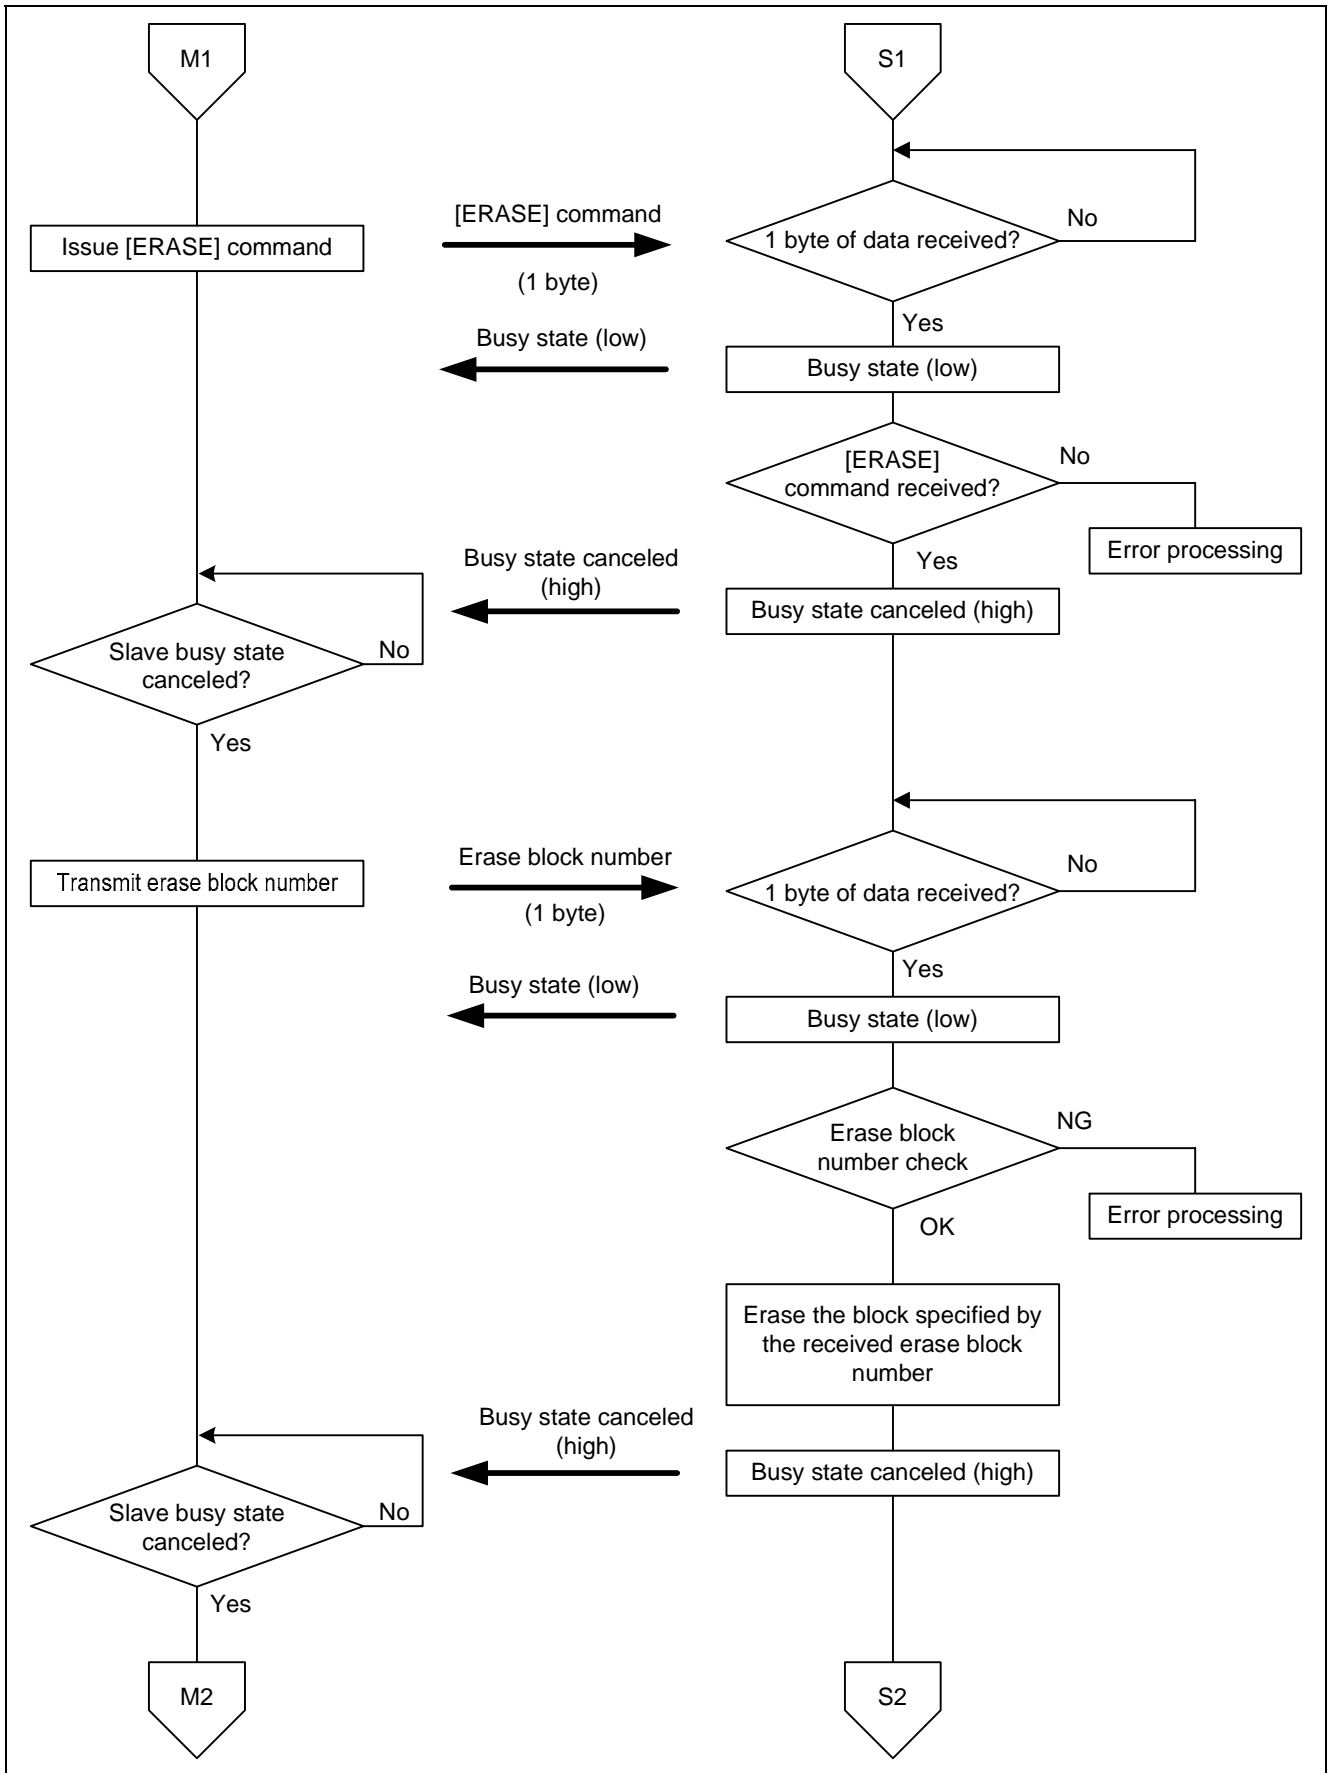 M1
S1
[ERASE] command
No
Issue [ERASE] command
1 byte of data received?
(1 byte)
Yes
Busy state (low)
Busy state (low)
[ERASE]
command received?
No
Error processing
Busy state canceled
(high)
Yes
Busy state canceled (high)
Slave busy state
canceled?
No
Yes
Erase block number
No
Transmit erase block number
1 byte of data received?
(1 byte)
Yes
Busy state (low)
Busy state (low)
Erase block
number check
NG
Error processing
OK
Erase the block specified by
the received erase block
number
Busy state canceled
(high)
Busy state canceled (high)
Slave busy state
canceled?
No
Yes
M2
S2